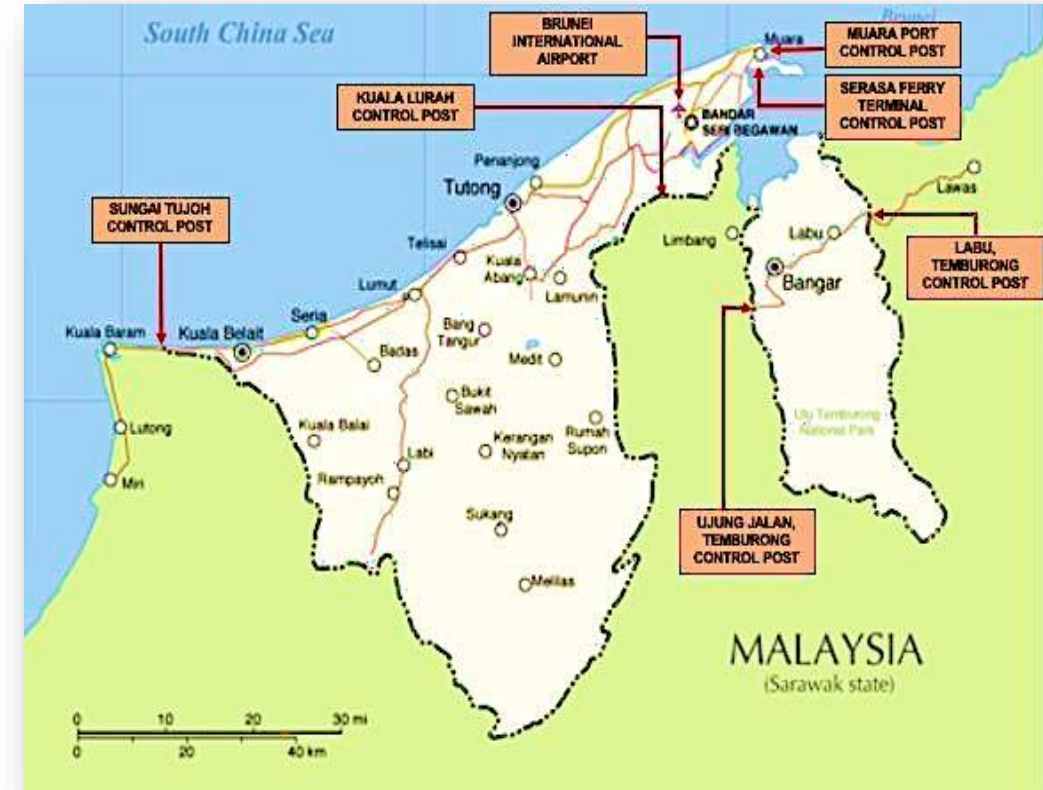 South China Sea
Brunei
BRUNEI
INTERNATIONAL
AIRPORT
Muara
MUARA PORT
CONTROL POST
KUALA LURAH
CONTROL POST
SERASA FERRY
TERMINAL
CONTROL POST
BANDAR
SERI BEGAWAN
Penanjong
Tutong
Lawas
SUNGAI TUJOH
CONTROL POST
Limbang
Labu
LABU,
TEMBURONG
CONTROL POST
Telisai
Kuala
Abang
Lamunin
Bangar
Lumut
Seria
Kuala Baram
Kuala Belait
Bang
Tangur
Badas
Medit
Bukit
Sawah
Ulu Temburong
National Park
Lutong
Kuala Balai
Kerangan
Nyatan
Rumah
Supon
Labi
Miri
Rampayoh
Sukang
UJUNG JALAN,
TEMBURONG
CONTROL POST
Melilas
MALAYSIA
(Sarawak state)
0 10 20 30 mi
0 20 40 km